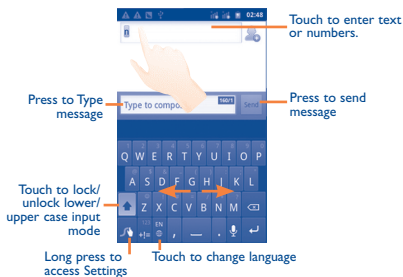 02:48
Touch to enter text
or numbers.
n
Press to Type
message
Type to compo
160/1
Send
Press to send
message
Q W E R T Y U I O P
A S D F G H J K L
Touch to lock/
unlock lower/
upper case input
mode
Z X C V B N M
123
+!=
EN
, .
Long press to
access Settings
Touch to change language